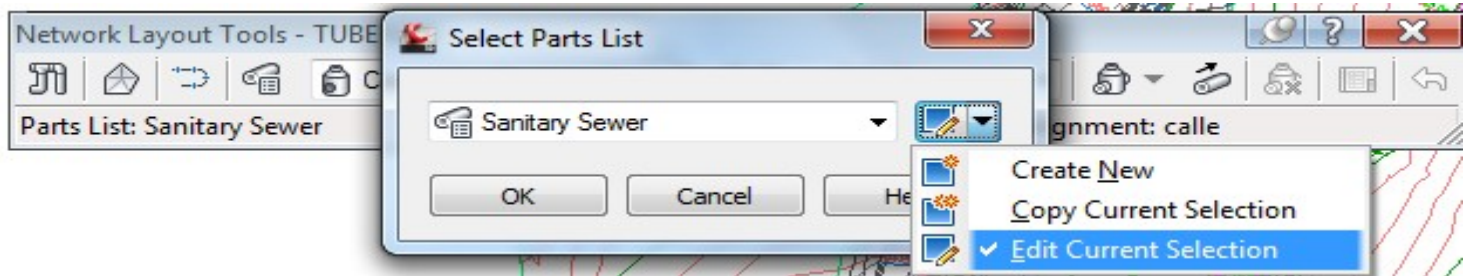 Network Layout Tools - TUBE
Select Parts List
Parts List: Sanitary Sewer
Sanitary Sewer
gnment: calle
OK
Cancel
He
Create New
Copy Current Selection
Edit Current Selection